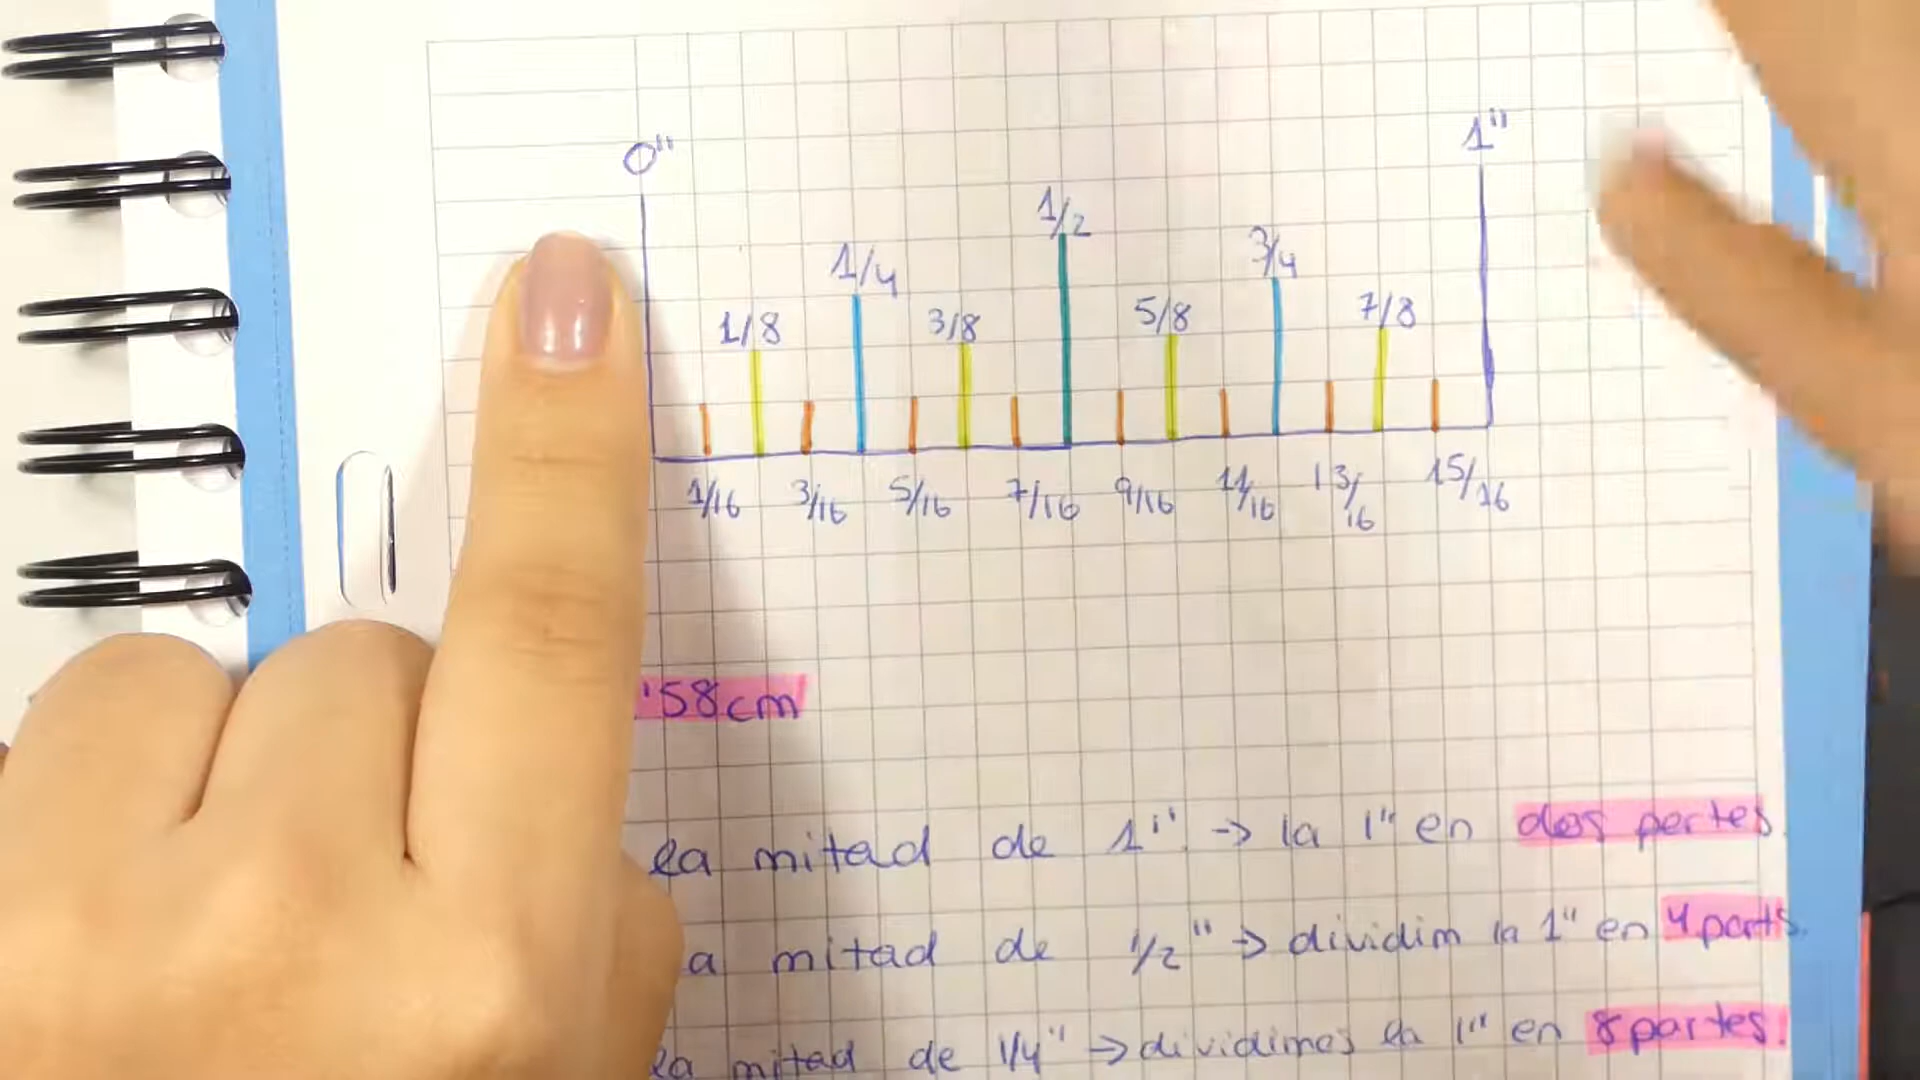 0" 1"
1/2
1/4 3/4
1/8 3/8 5/8 7/8
1/16 3/16 5/16 7/16 9/16 11/16 13/16 15/16
'58cm
la mitad de 1" → la 1" en dos partes
a mitad de 1/2" → dividim la 1" en 4 parts.
la mitad de 1/4" → dividimos la 1" en 8 partes.